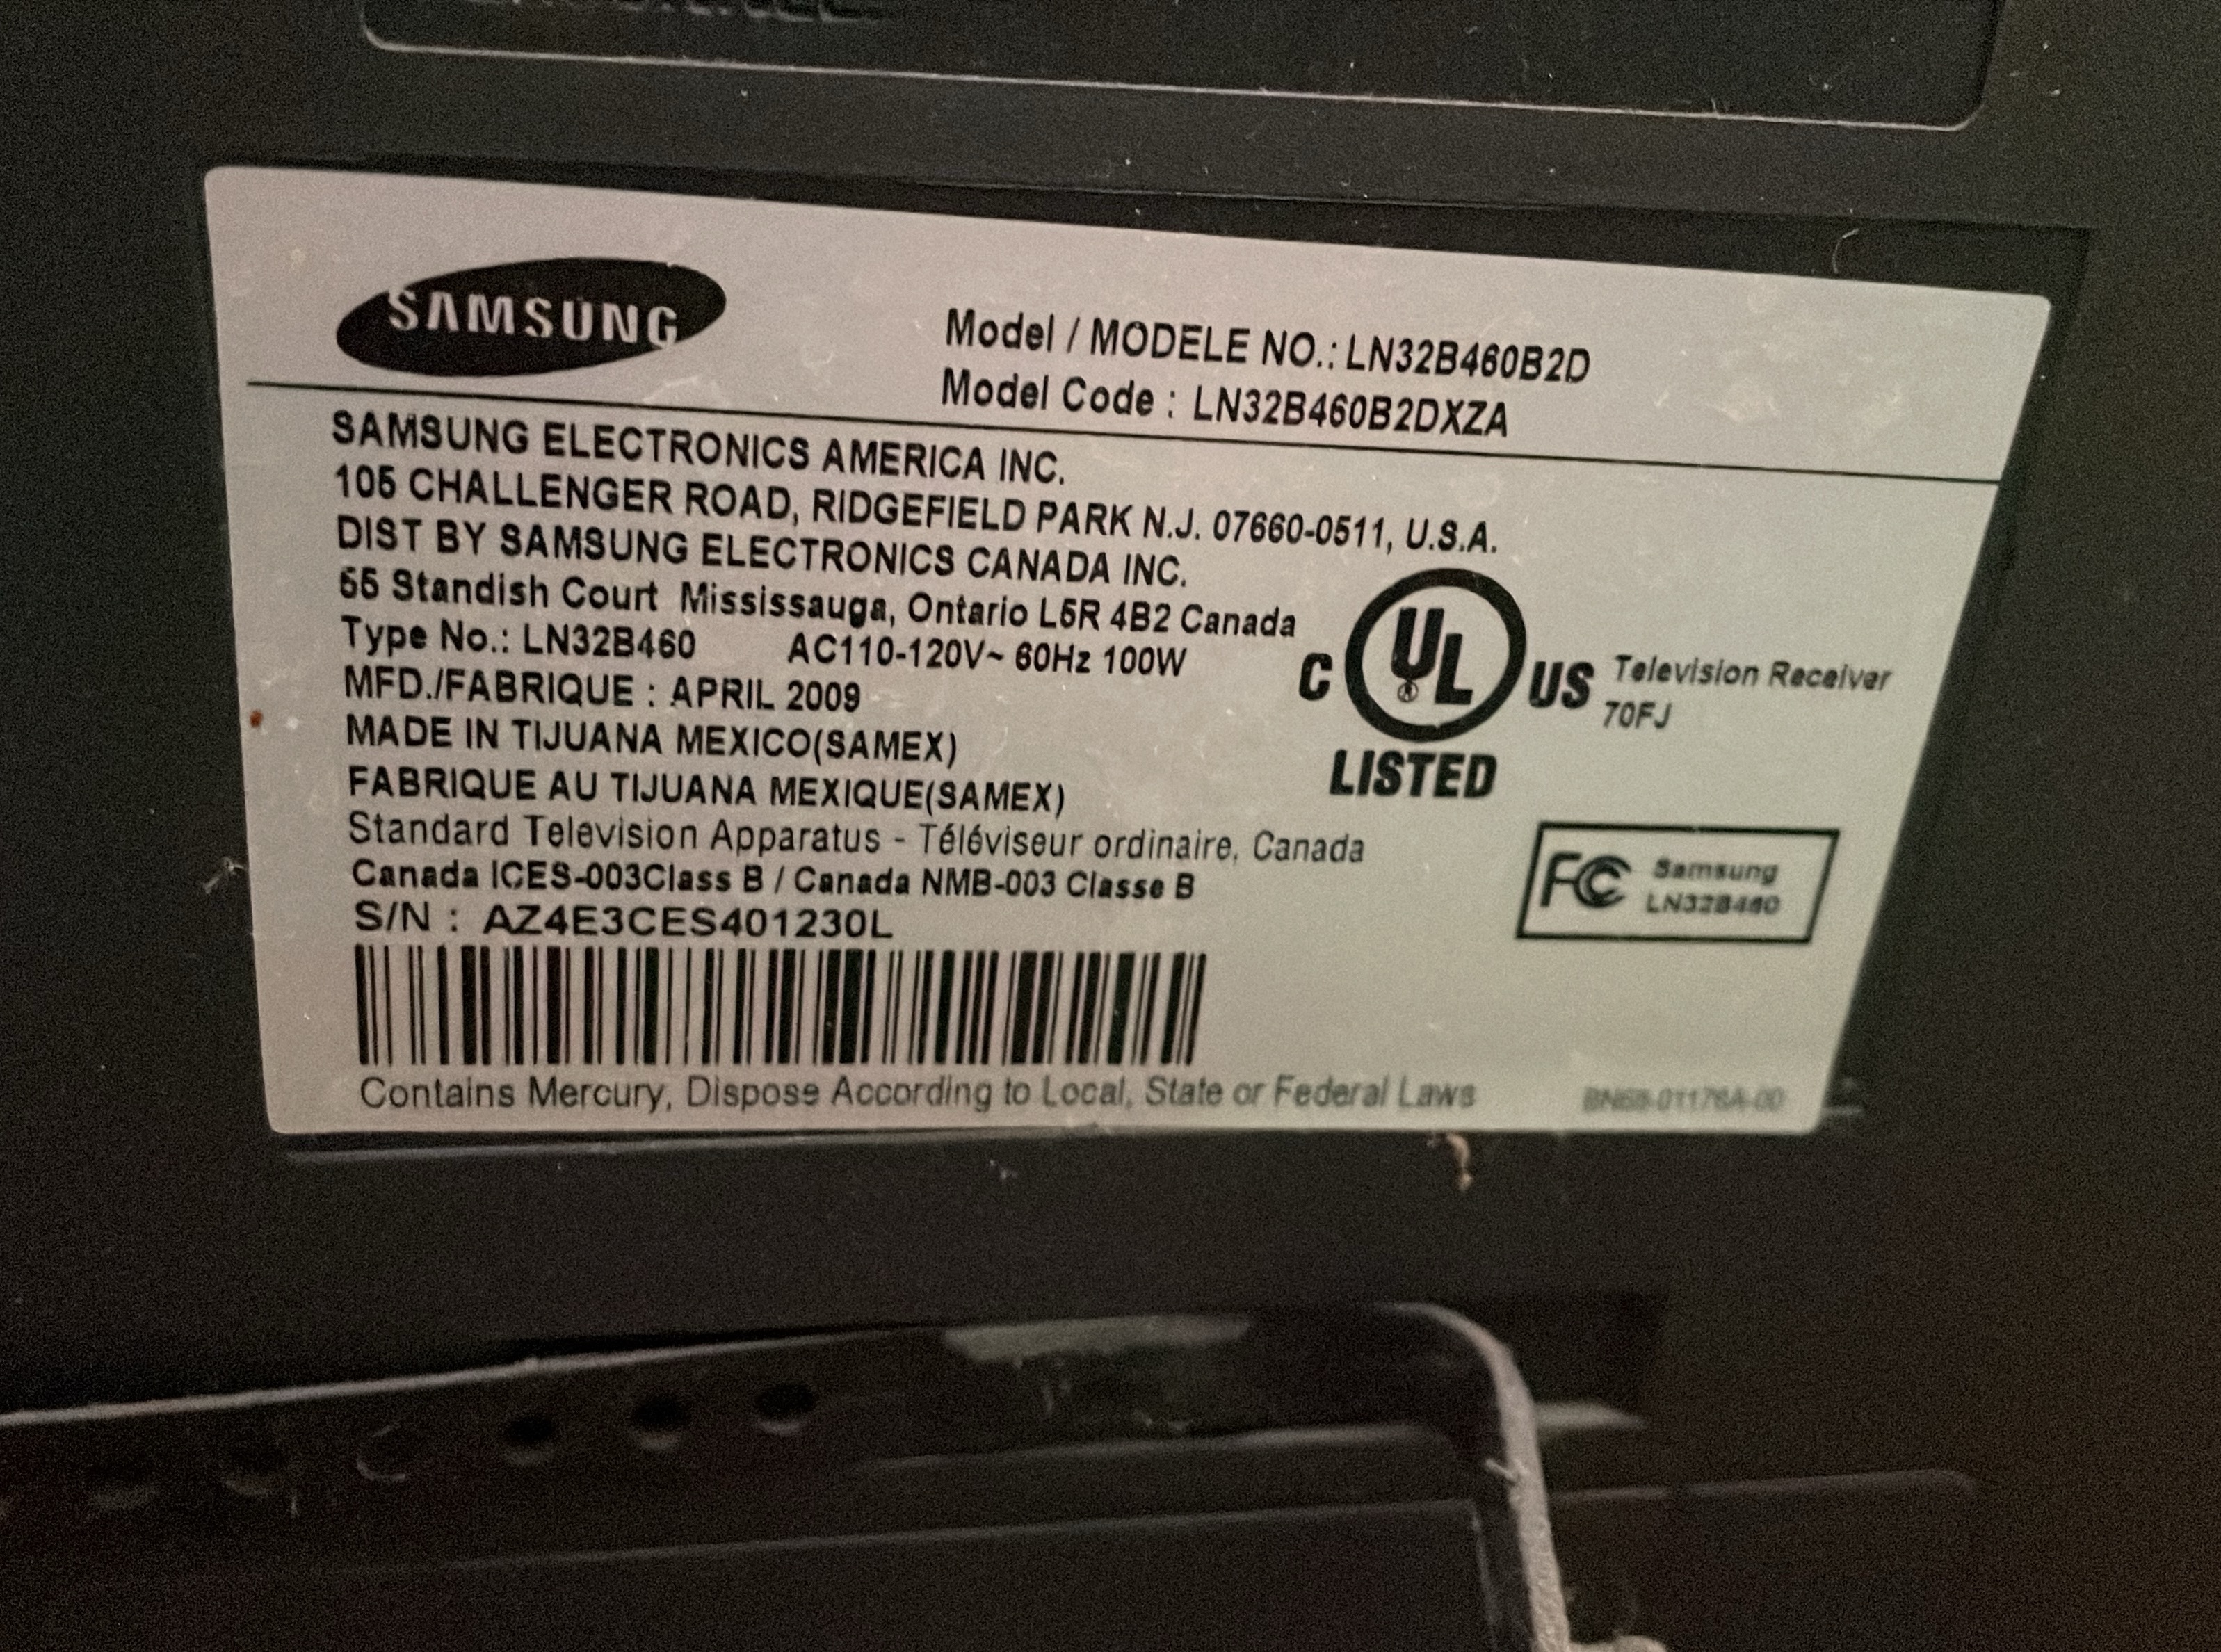 SAMSUNG
Model / MODELE NO.: LN32B460B2D
Model Code : LN32B460B2DXZA
SAMSUNG ELECTRONICS AMERICA INC.
105 CHALLENGER ROAD, RIDGEFIELD PARK N.J. 07660-0511, U.S.A.
DIST BY SAMSUNG ELECTRONICS CANADA INC.
55 Standish Court Mississauga, Ontario L5R 4B2 Canada
Type No.: LN32B460 AC110-120V~ 60Hz 100W
MFD./FABRIQUE : APRIL 2009
MADE IN TIJUANA MEXICO(SAMEX)
FABRIQUE AU TIJUANA MEXIQUE(SAMEX)
Standard Television Apparatus - Téléviseur ordinaire, Canada
Canada ICES-003Class B / Canada NMB-003 Classe B
S/N : AZ4E3CES401230L
Contains Mercury, Dispose According to Local, State or Federal Laws
C UL US
LISTED
Television Receiver
70FJ
FC Samsung
LN32B460
BN68-01176A-00